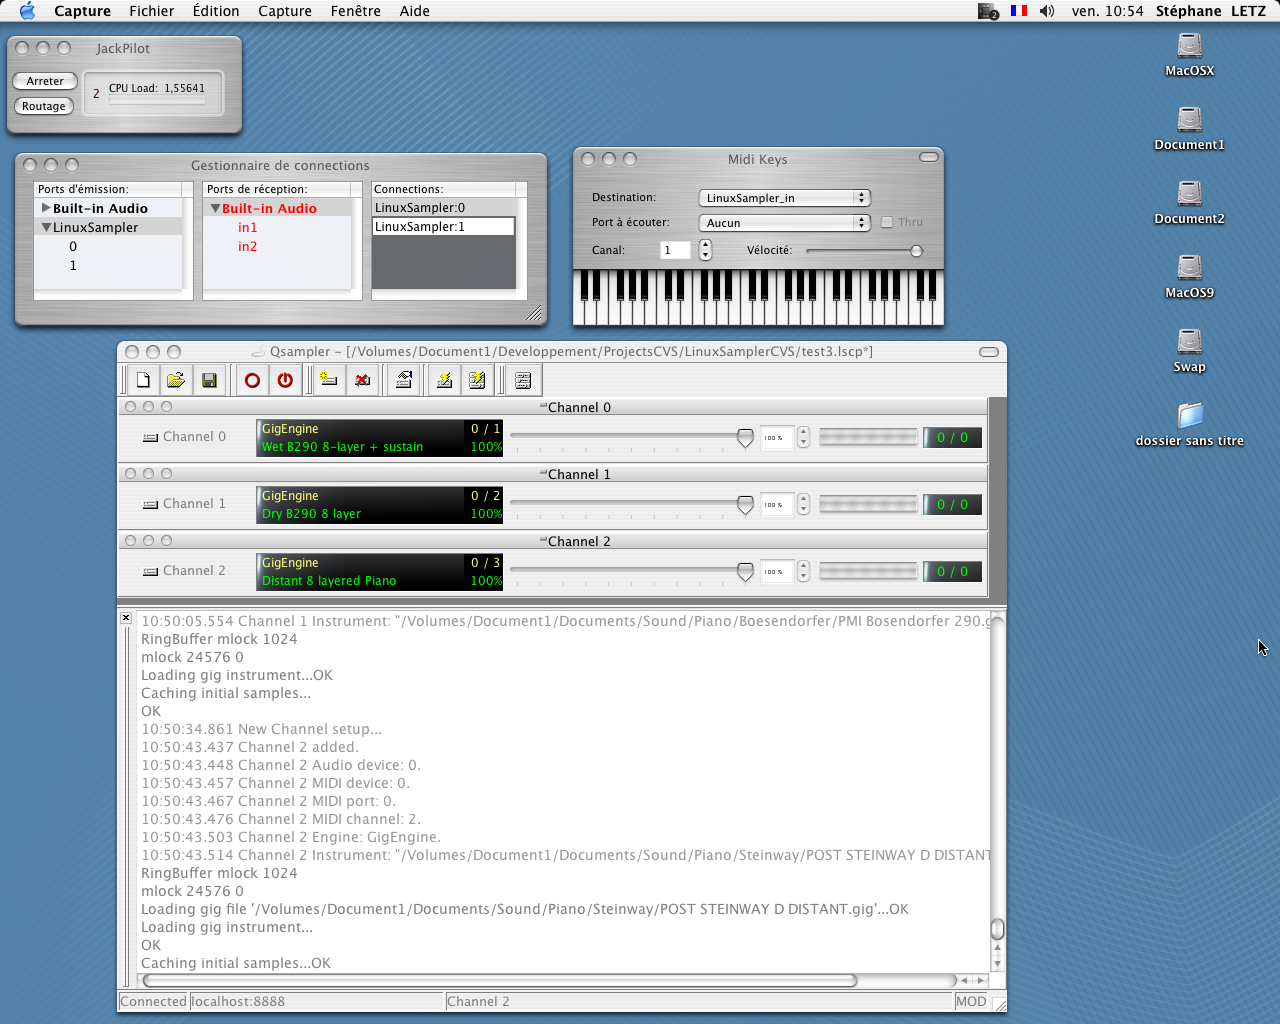 Capture Fichier Édition Capture Fenêtre Aide 2 ven. 10:54 Stéphane LETZ
JackPilot
Arreter
Routage
2 CPU Load: 1,55641
MacOSX
Document1
Document2
MacOS9
Swap
dossier sans titre
Gestionnaire de connections
Ports d'émission:
Built-in Audio
LinuxSampler
0
1
Ports de réception:
Built-in Audio
in1
in2
Connections:
LinuxSampler:0
LinuxSampler:1
Midi Keys
Destination: LinuxSampler_in
Port à écouter: Aucun Thru
Canal: 1 Vélocité:
Qsampler - [/Volumes/Document1/Developpement/ProjectsCVS/LinuxSamplerCVS/test3.lscp*]
Channel 0
Channel 0
GigEngine 0 / 1
Wet B290 8-layer + sustain 100%
100 % 0 / 0
Channel 1
Channel 1
GigEngine 0 / 2
Dry B290 8 layer 100%
100 % 0 / 0
Channel 2
Channel 2
GigEngine 0 / 3
Distant 8 layered Piano 100%
100 % 0 / 0
10:50:05.554 Channel 1 Instrument: "/Volumes/Document1/Documents/Sound/Piano/Boesendorfer/PMI Bosendorfer 290.g
RingBuffer mlock 1024
mlock 24576 0
Loading gig instrument...OK
Caching initial samples...
OK
10:50:34.861 New Channel setup...
10:50:43.437 Channel 2 added.
10:50:43.448 Channel 2 Audio device: 0.
10:50:43.457 Channel 2 MIDI device: 0.
10:50:43.467 Channel 2 MIDI port: 0.
10:50:43.476 Channel 2 MIDI channel: 2.
10:50:43.503 Channel 2 Engine: GigEngine.
10:50:43.514 Channel 2 Instrument: "/Volumes/Document1/Documents/Sound/Piano/Steinway/POST STEINWAY D DISTANT
RingBuffer mlock 1024
mlock 24576 0
Loading gig file '/Volumes/Document1/Documents/Sound/Piano/Steinway/POST STEINWAY D DISTANT.gig'...OK
Loading gig instrument...
OK
Caching initial samples...OK
Connected localhost:8888 Channel 2 MOD